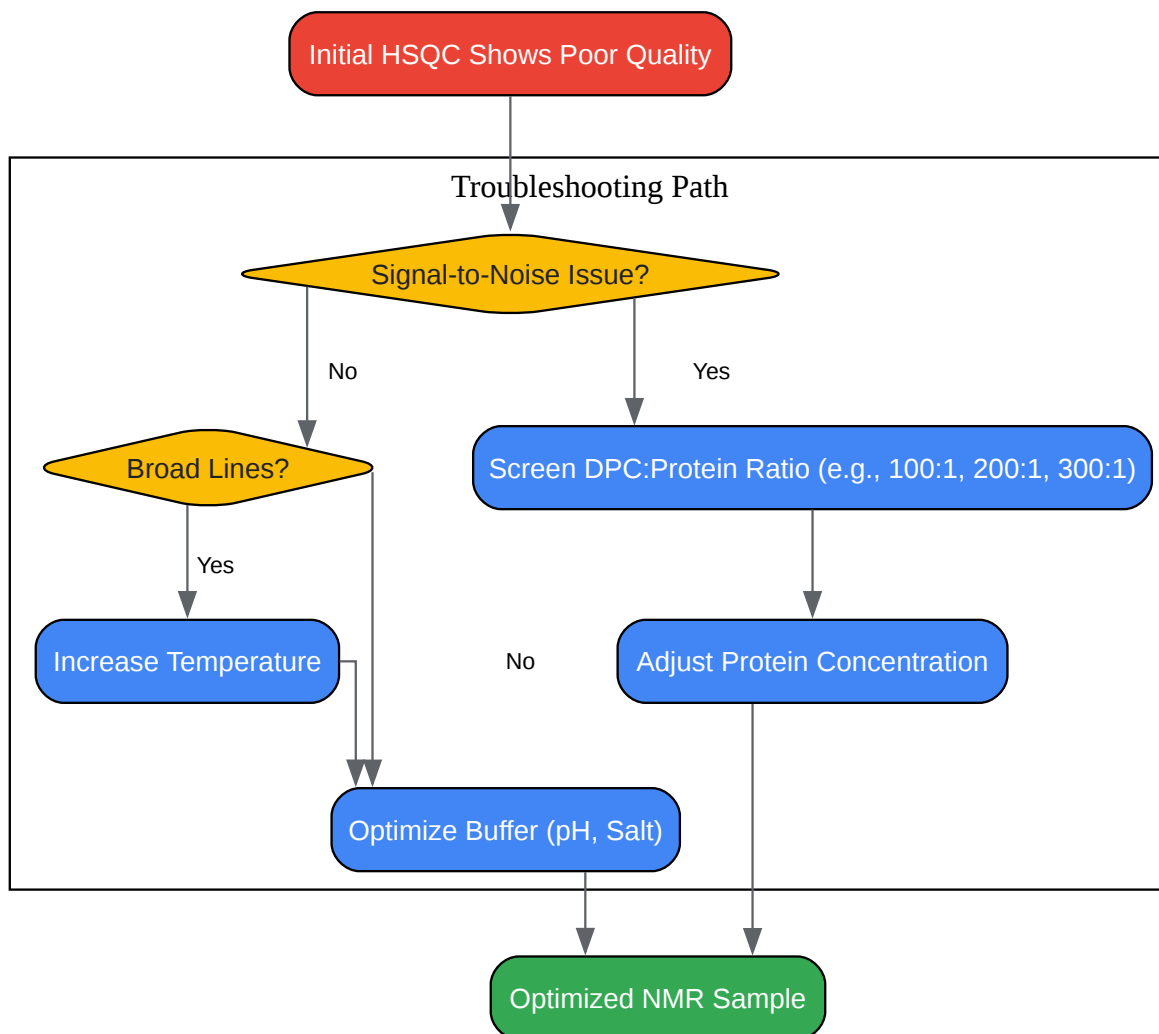 Initial HSQC Shows Poor Quality
Troubleshooting Path
Signal-to-Noise Issue?
No
Yes
Broad Lines?
Screen DPC:Protein Ratio (e.g., 100:1, 200:1, 300:1)
Yes
Increase Temperature
No
Adjust Protein Concentration
Optimize Buffer (pH, Salt)
Optimized NMR Sample